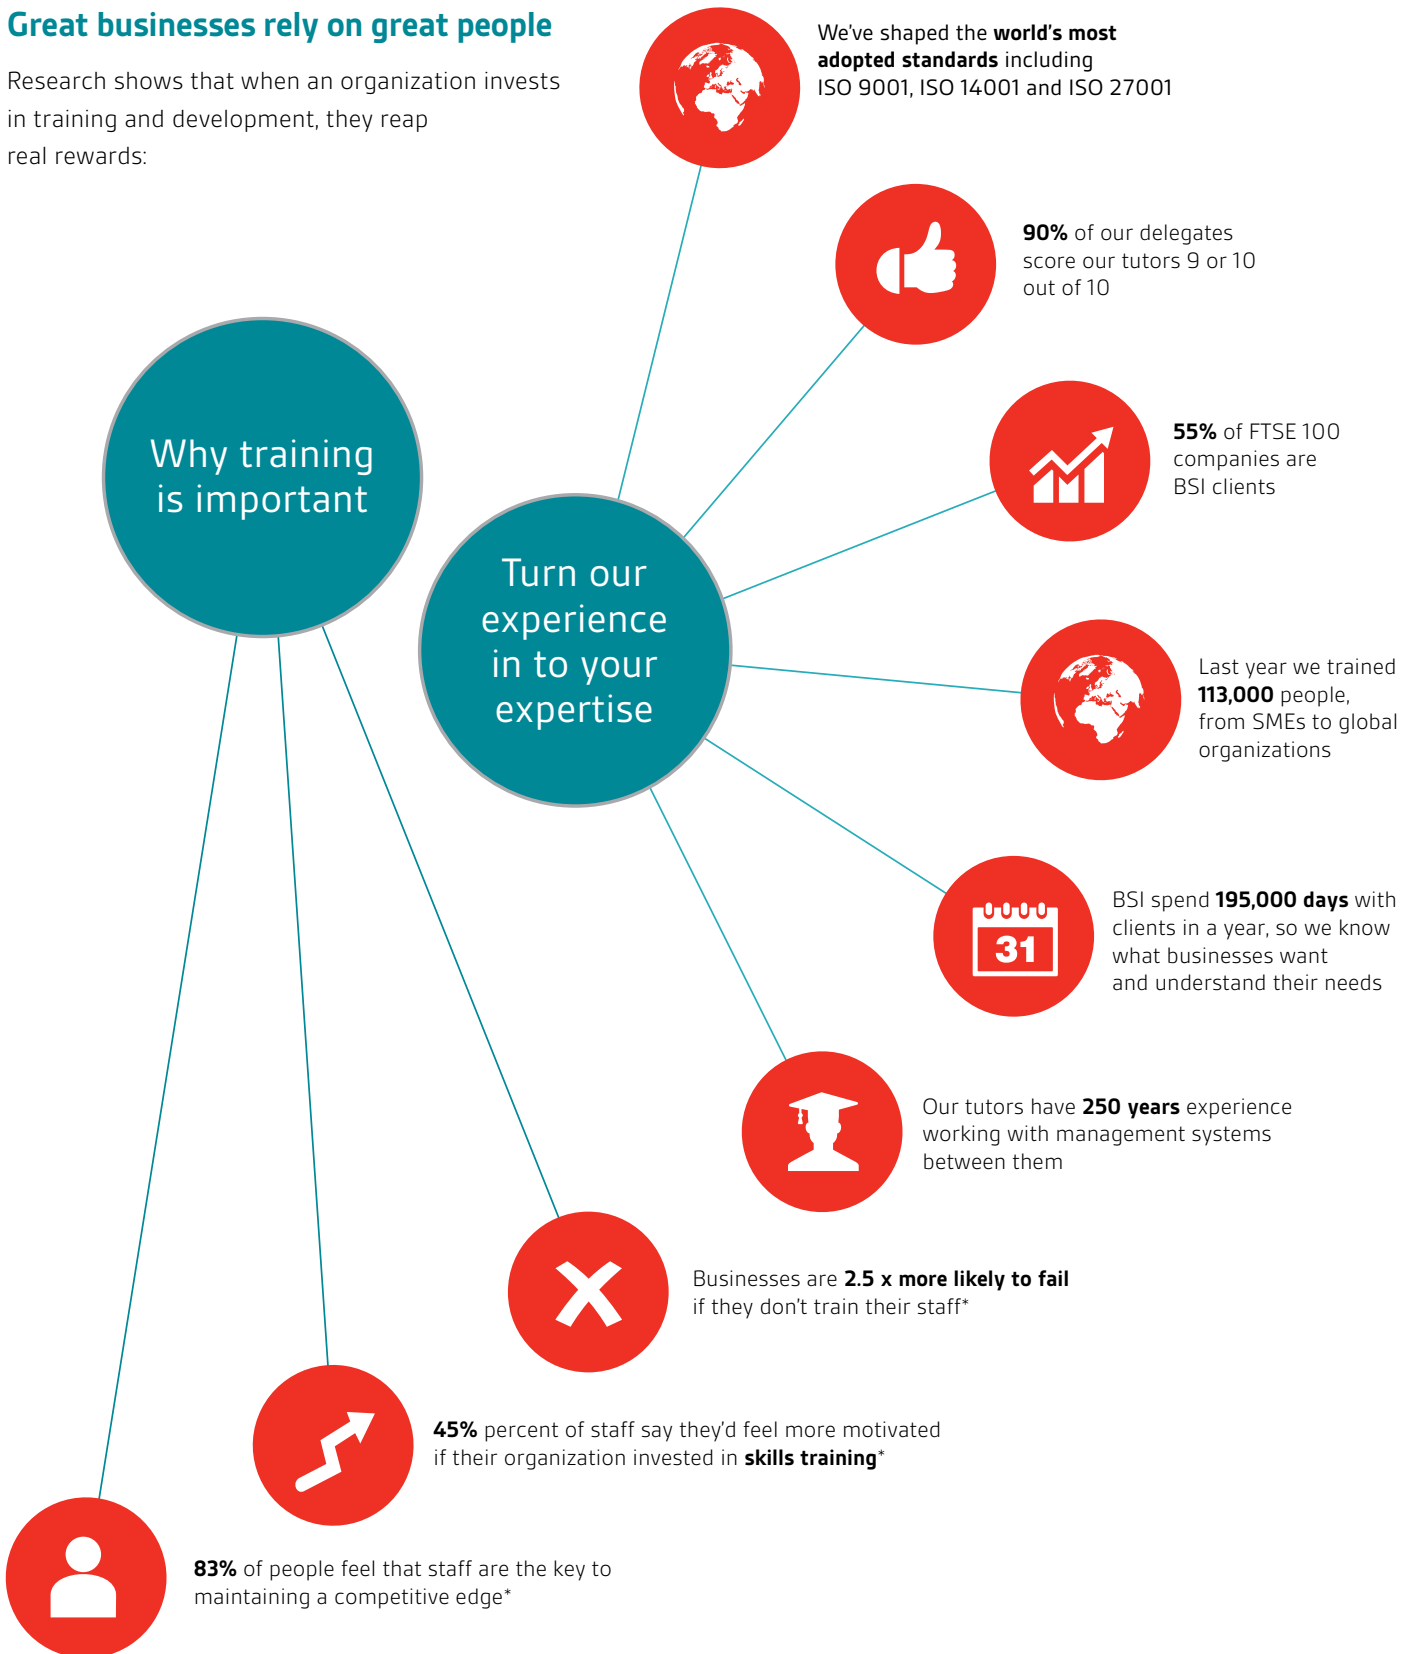 Great businesses rely on great people
Research shows that when an organization invests
in training and development, they reap
real rewards:
We've shaped the world's most
adopted standards including
ISO 9001, ISO 14001 and ISO 27001
90% of our delegates
score our tutors 9 or 10
out of 10
55% of FTSE 100
companies are
BSI clients
Why training
is important
Turn our
experience
in to your
expertise
Last year we trained
113,000 people,
from SMEs to global
organizations
31
BSI spend 195,000 days with
clients in a year, so we know
what businesses want
and understand their needs
Our tutors have 250 years experience
working with management systems
between them
Businesses are 2.5 x more likely to fail
if they don't train their staff*
45% percent of staff say they'd feel more motivated
if their organization invested in skills training*
83% of people feel that staff are the key to
maintaining a competitive edge*